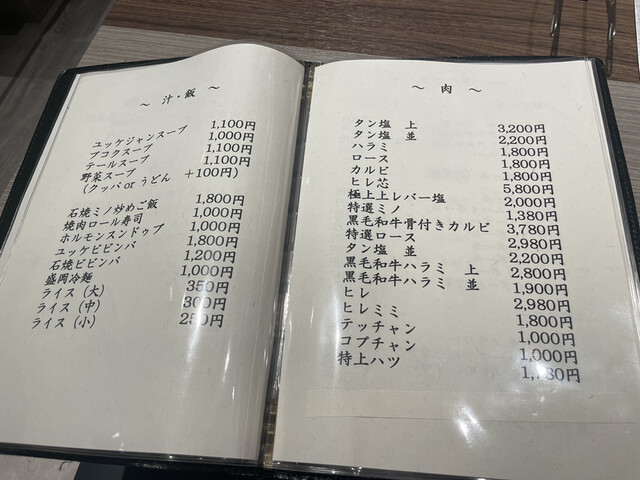 ~ 汁・飯 ~
ユッケジャンスープ 1,100円
プコクスープ 1,000円
テールスープ 1,100円
野菜スープ 1,100円
(クッパ or うどん +100円)
石焼ミノ炒めご飯 1,800円
焼肉ロール寿司 1,000円
ホルモンスンドゥブ 1,000円
ユッケビビンバ 1,800円
石焼ビビンバ 1,200円
盛岡冷麺 1,000円
ライス (大) 350円
ライス (中) 300円
ライス (小) 250円
~ 肉 ~
タン塩 上 3,200円
タン塩 並 2,200円
ハラミ 1,800円
ロース 1,800円
カルビ 1,800円
ヒレ芯 5,800円
極上上レバー塩 2,000円
特選ミノ 1,380円
黒毛和牛骨付きカルビ 3,780円
特選ロース 2,980円
タン塩 並 2,200円
黒毛和牛ハラミ 上 2,800円
黒毛和牛ハラミ 並 1,900円
ヒレ 2,980円
ヒレミミ 1,800円
テッチャン 1,000円
コブチャン 1,000円
特上ハツ